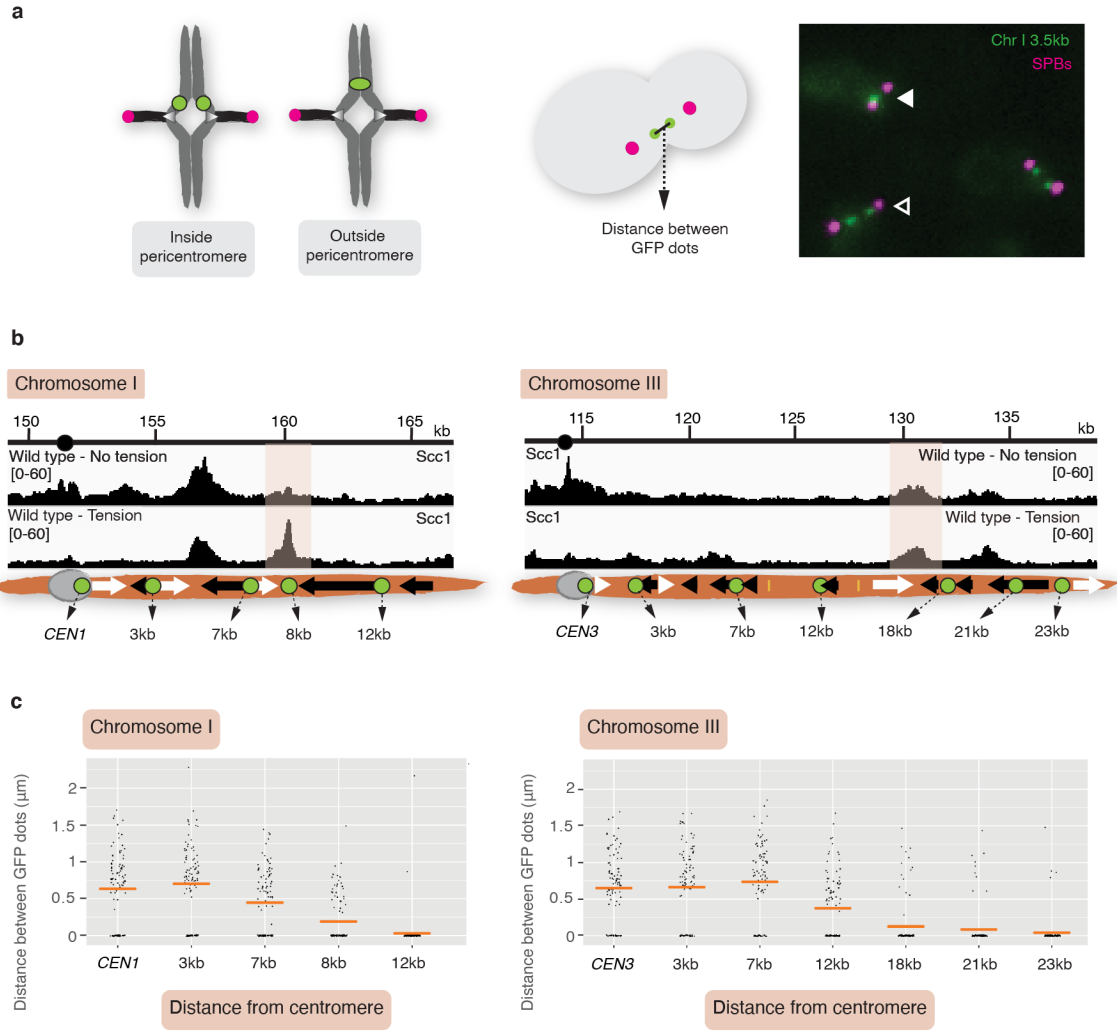 a
Inside
pericentromere
Outside
pericentromere
Distance between
GFP dots
Chr I 3.5kb
SPBs
b
Chromosome I
150 155 160 165
kb
Wild type - No tension
[0-60]
Scc1
Wild type - Tension
[0-60]
Scc1
CEN1 3kb 7kb 8kb 12kb
Chromosome III
115 120 125 130 135
kb
Scc1
Wild type - No tension
[0-60]
Scc1
Wild type - Tension
[0-60]
CEN3 3kb 7kb 12kb 18kb 21kb 23kb
c
Chromosome I
Distance between GFP dots (µm)
2
1.5
1
0.5
0
CEN1 3kb 7kb 8kb 12kb
Distance from centromere
Chromosome III
Distance between GFP dots (µm)
2
1.5
1
0.5
0
CEN3 3kb 7kb 12kb 18kb 21kb 23kb
Distance from centromere